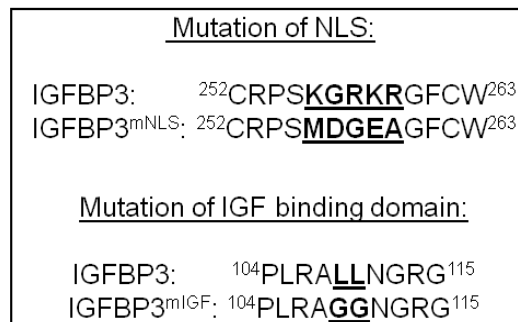 Mutation of NLS:
IGFBP3: ²⁵²CRPSKGRKRGFCW²⁶³
IGFBP3ᵐᴺᴸˢ: ²⁵²CRPSMDGEAGFCW²⁶³
Mutation of IGF binding domain:
IGFBP3: ¹⁰⁴PLRALLNGRG¹¹⁵
IGFBP3ᵐᴵᴳᶠ: ¹⁰⁴PLRAGGNGRG¹¹⁵